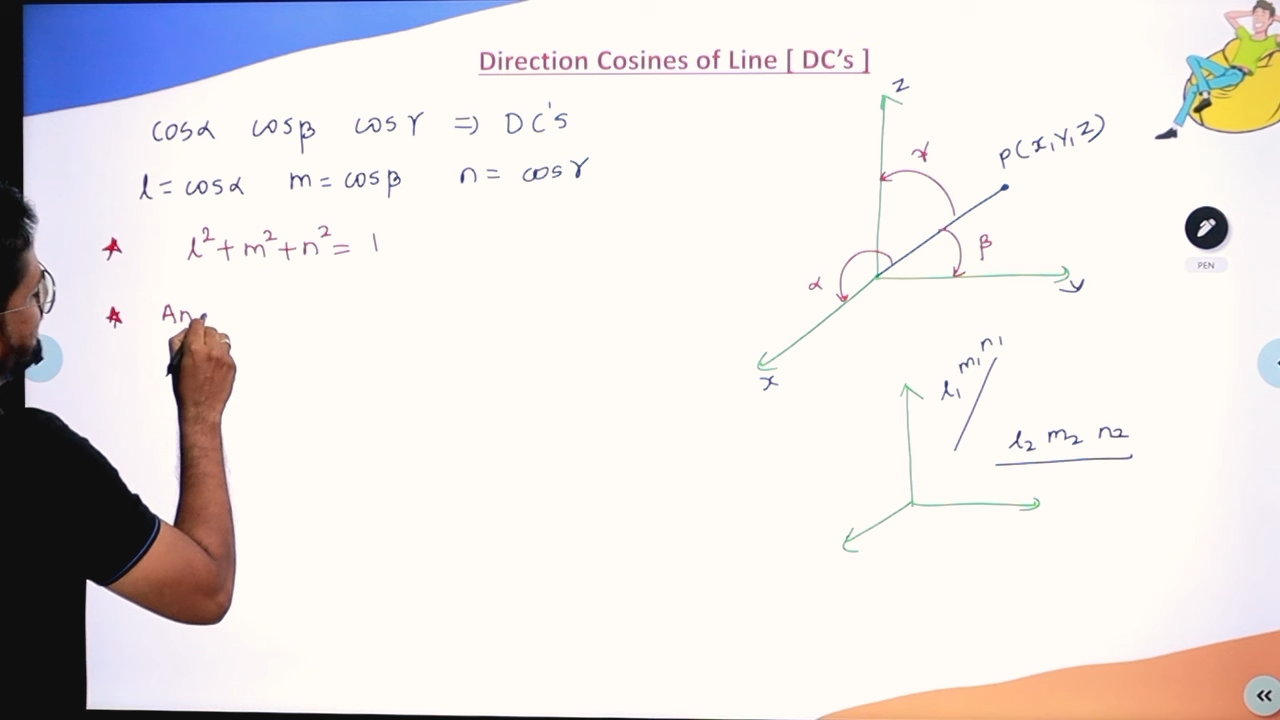 Direction Cosines of Line [ DC's ]
cosα cosβ cosγ ⇒ DC's
l = cosα m = cosβ n = cosγ
l² + m² + n² = 1
An
z
P(x, y, z)
γ
β
α
y
x
PEN
l₁ m₁ n₁
l₂ m₂ n₂